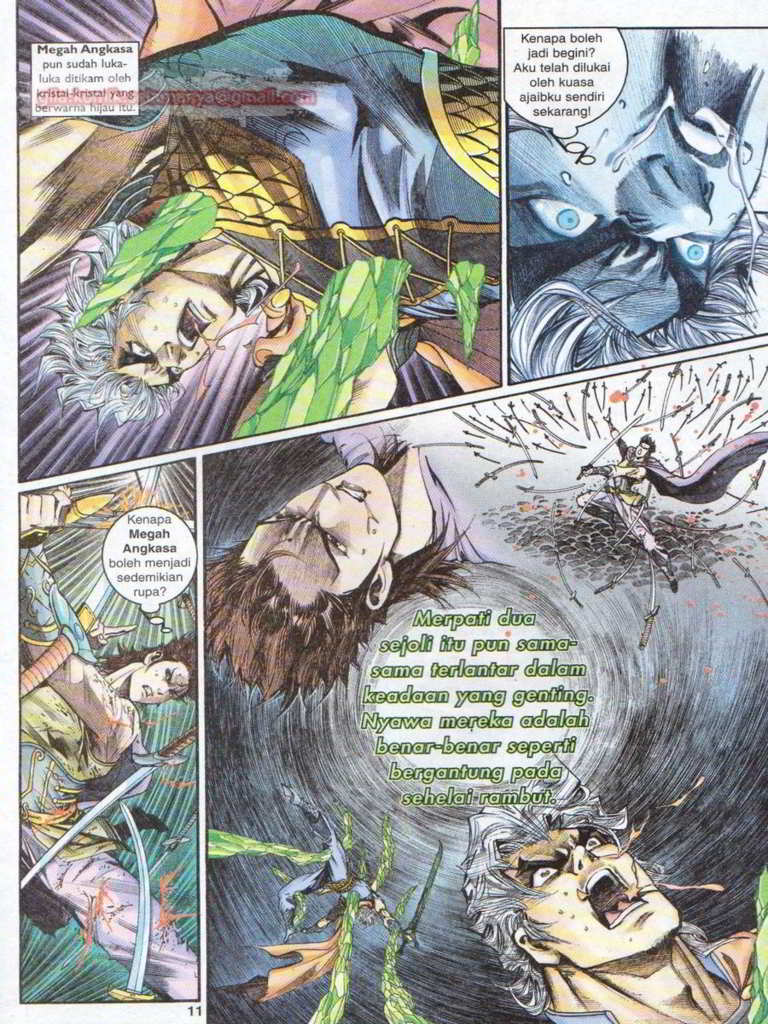 Megah Angkasa
pun sudah luka-
luka ditikam oleh
kristal-kristal yang
berwarna hijau itu.
Kenapa boleh
jadi begini?
Aku telah dilukai
oleh kuasa
ajaibku sendiri
sekarang!
Kenapa
Megah
Angkasa
boleh menjadi
sedemikian
rupa?
Merpati dua
sejoli itu pun sama-
sama terlantar dalam
keadaan yang genting.
Nyawa mereka adalah
benar-benar seperti
bergantung pada
sehelai rambut.
11